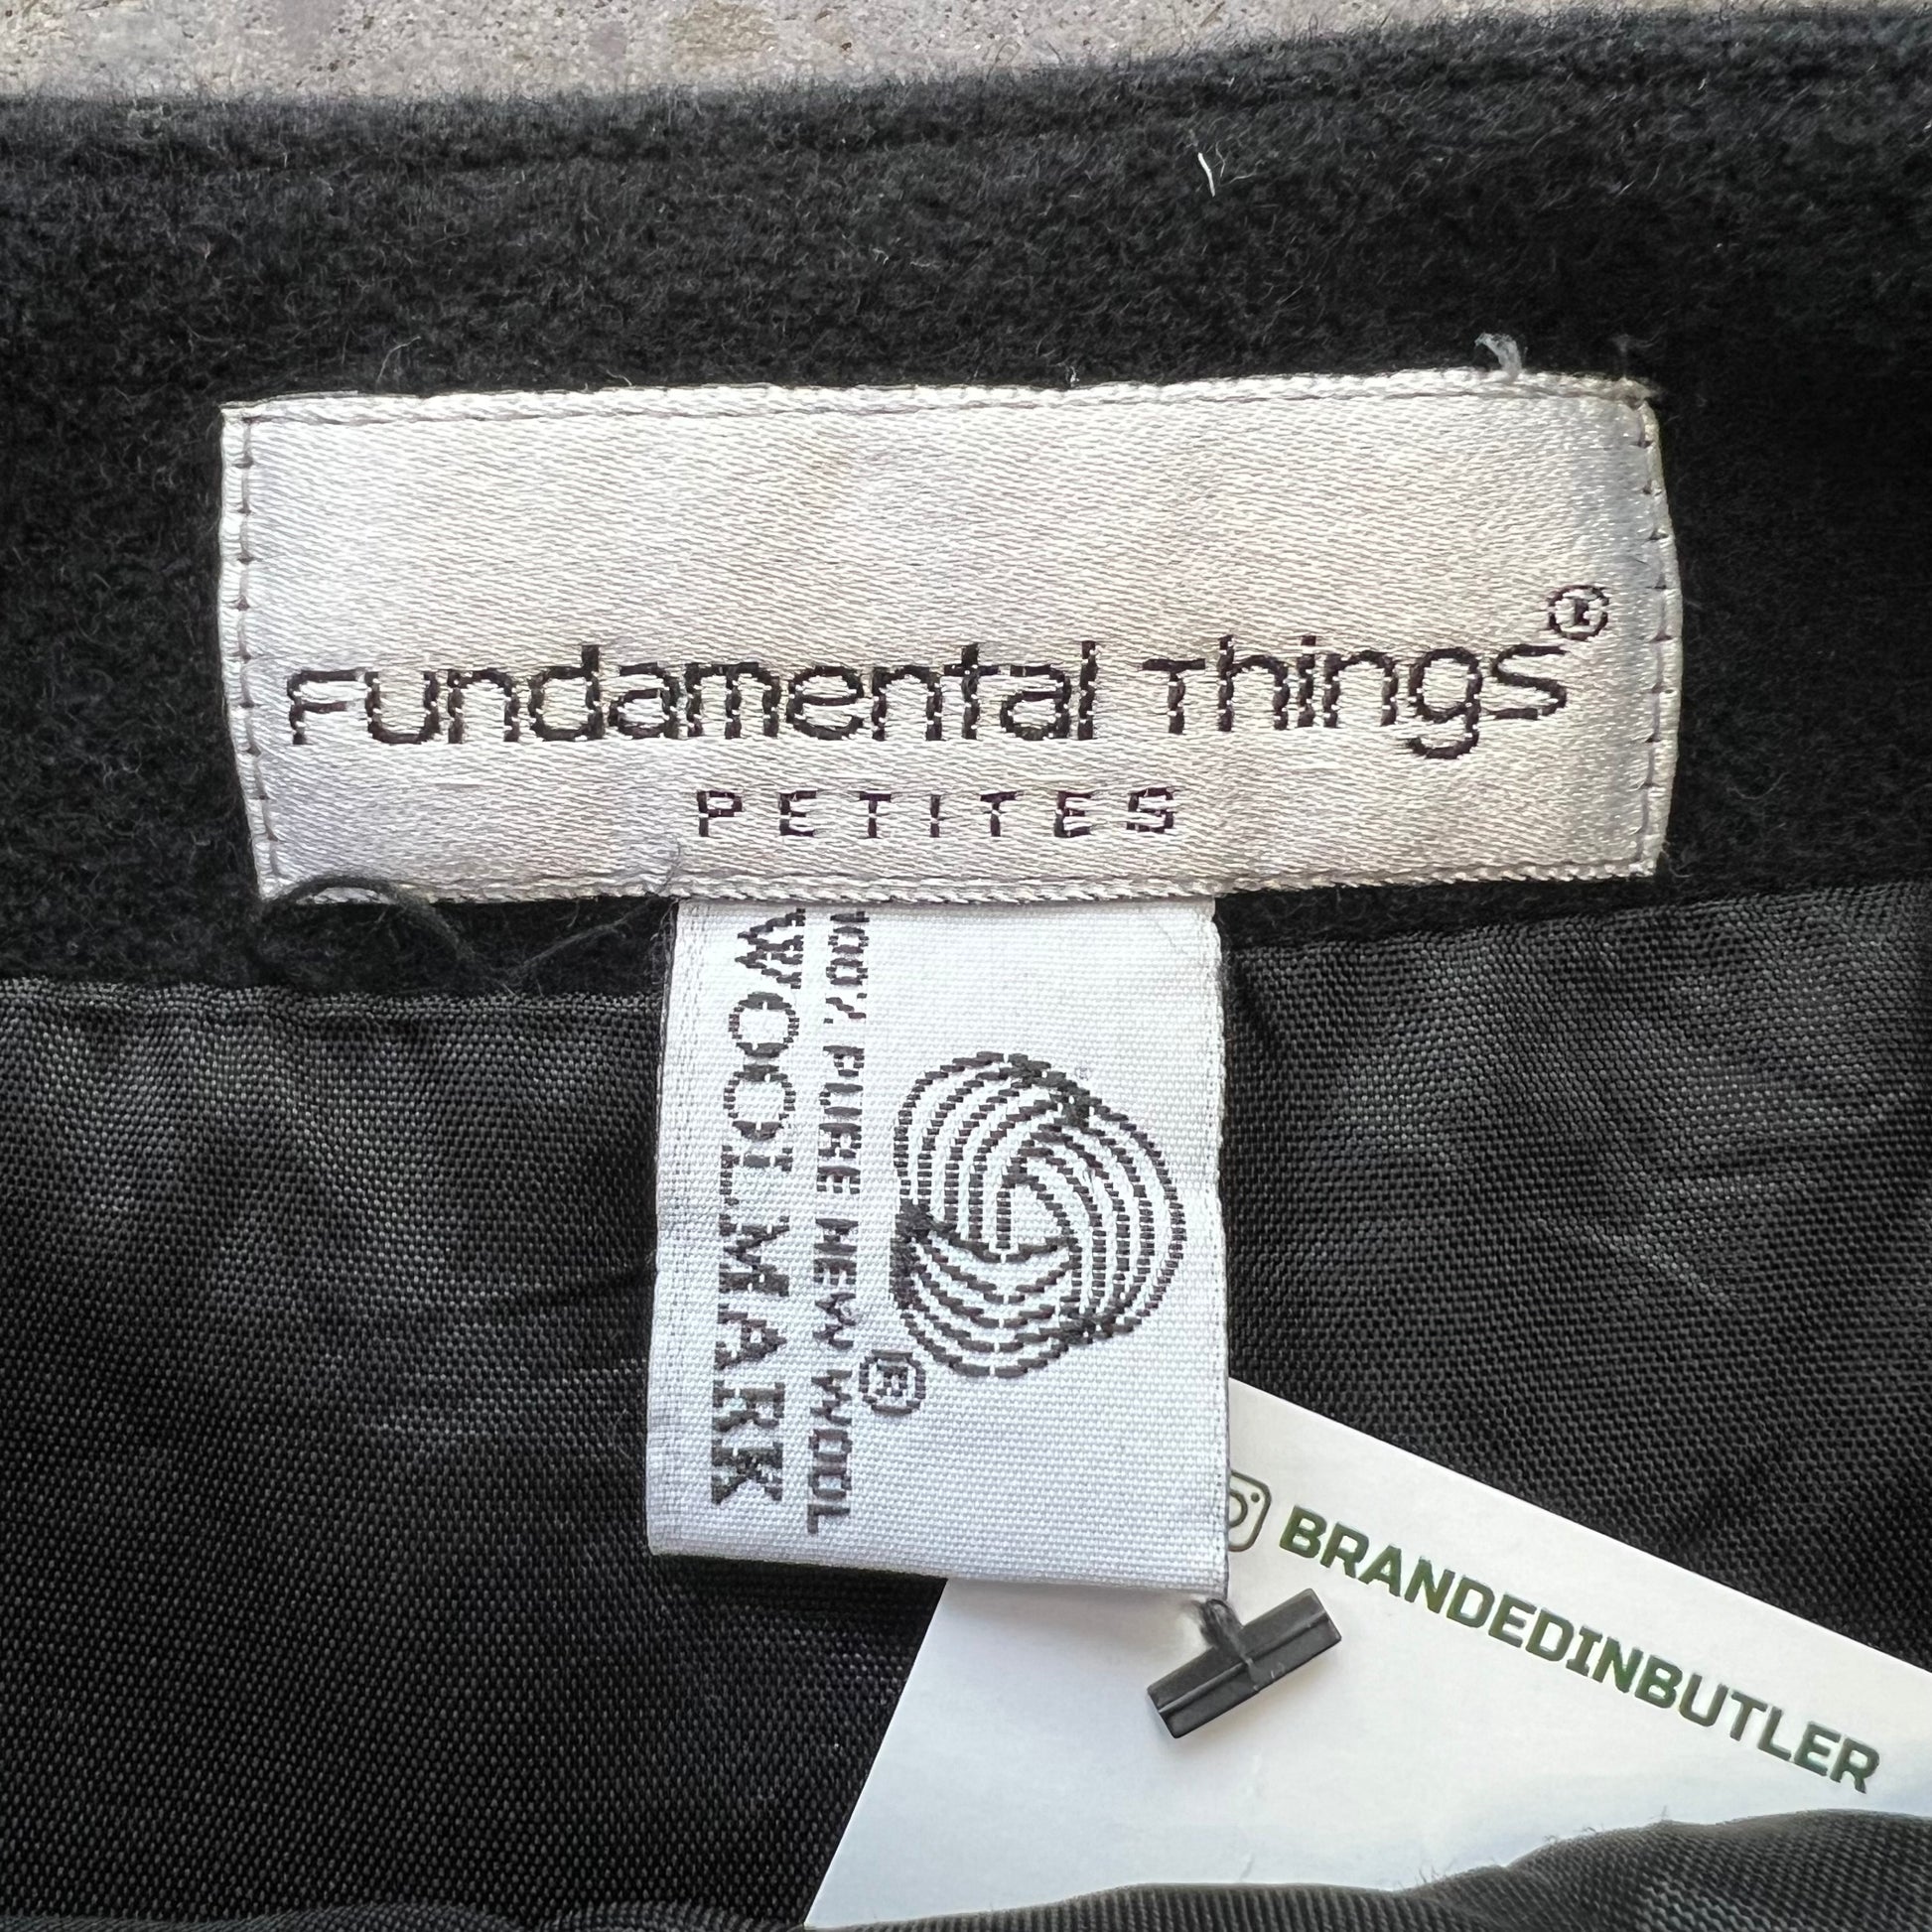 Fundamental Things®
PETITES
100% PURE NEW WOOL
WOOLMARK
®
BRANDEDINBUTLER